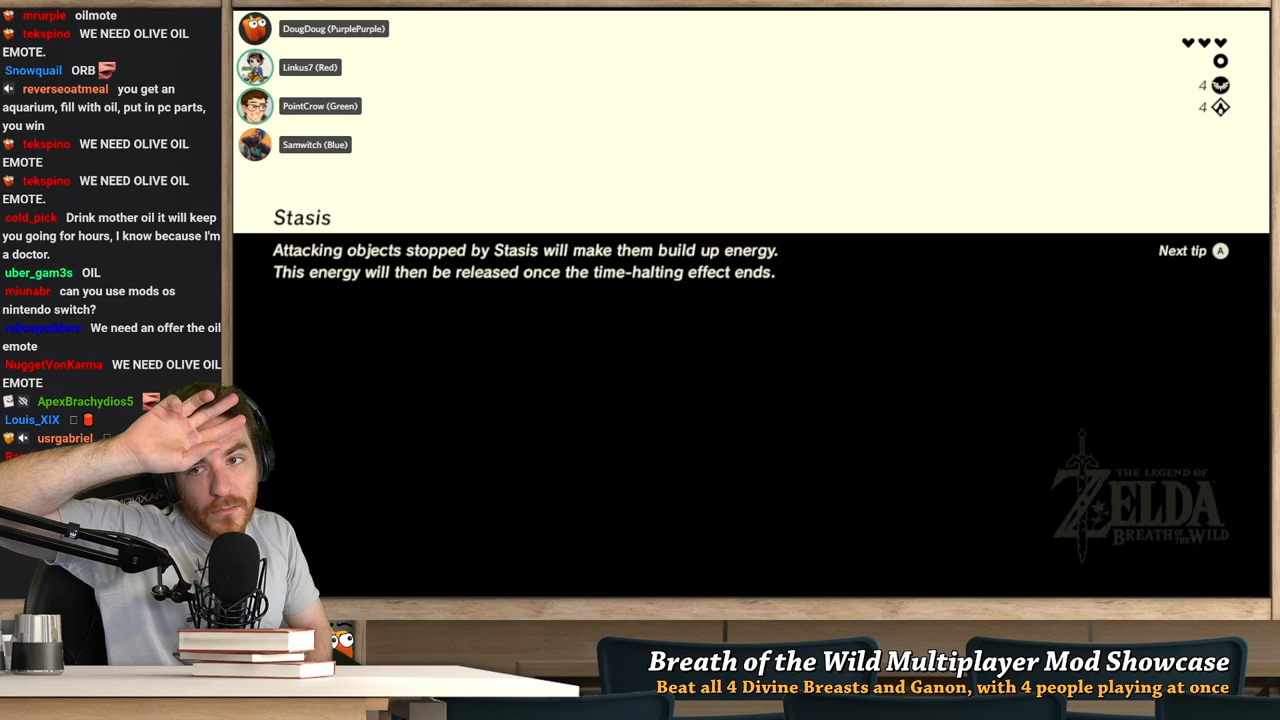 mrurple oilmote
tekspino WE NEED OLIVE OIL
EMOTE.
Snowquail ORB
reverseoatmeal you get an
aquarium, fill with oil, put in pc parts,
you win
tekspino WE NEED OLIVE OIL
EMOTE
tekspino WE NEED OLIVE OIL
EMOTE.
cold_pick Drink mother oil it will keep
you going for hours, I know because I'm
a doctor.
uber_gam3s OIL
miunabr can you use mods os
nintendo switch?
We need an offer the oil
emote
NuggetVonKarma WE NEED OLIVE OIL
EMOTE
ApexBrachydios5
Louis_XIX
usrgabriel
DougDoug (PurplePurple)
Linkus7 (Red)
PointCrow (Green)
Samwitch (Blue)
4
4
Stasis
Attacking objects stopped by Stasis will make them build up energy.
This energy will then be released once the time-halting effect ends.
Next tip A
THE LEGEND OF
ZELDA
BREATH OF THE WILD
Breath of the Wild Multiplayer Mod Showcase
Beat all 4 Divine Breasts and Ganon, with 4 people playing at once